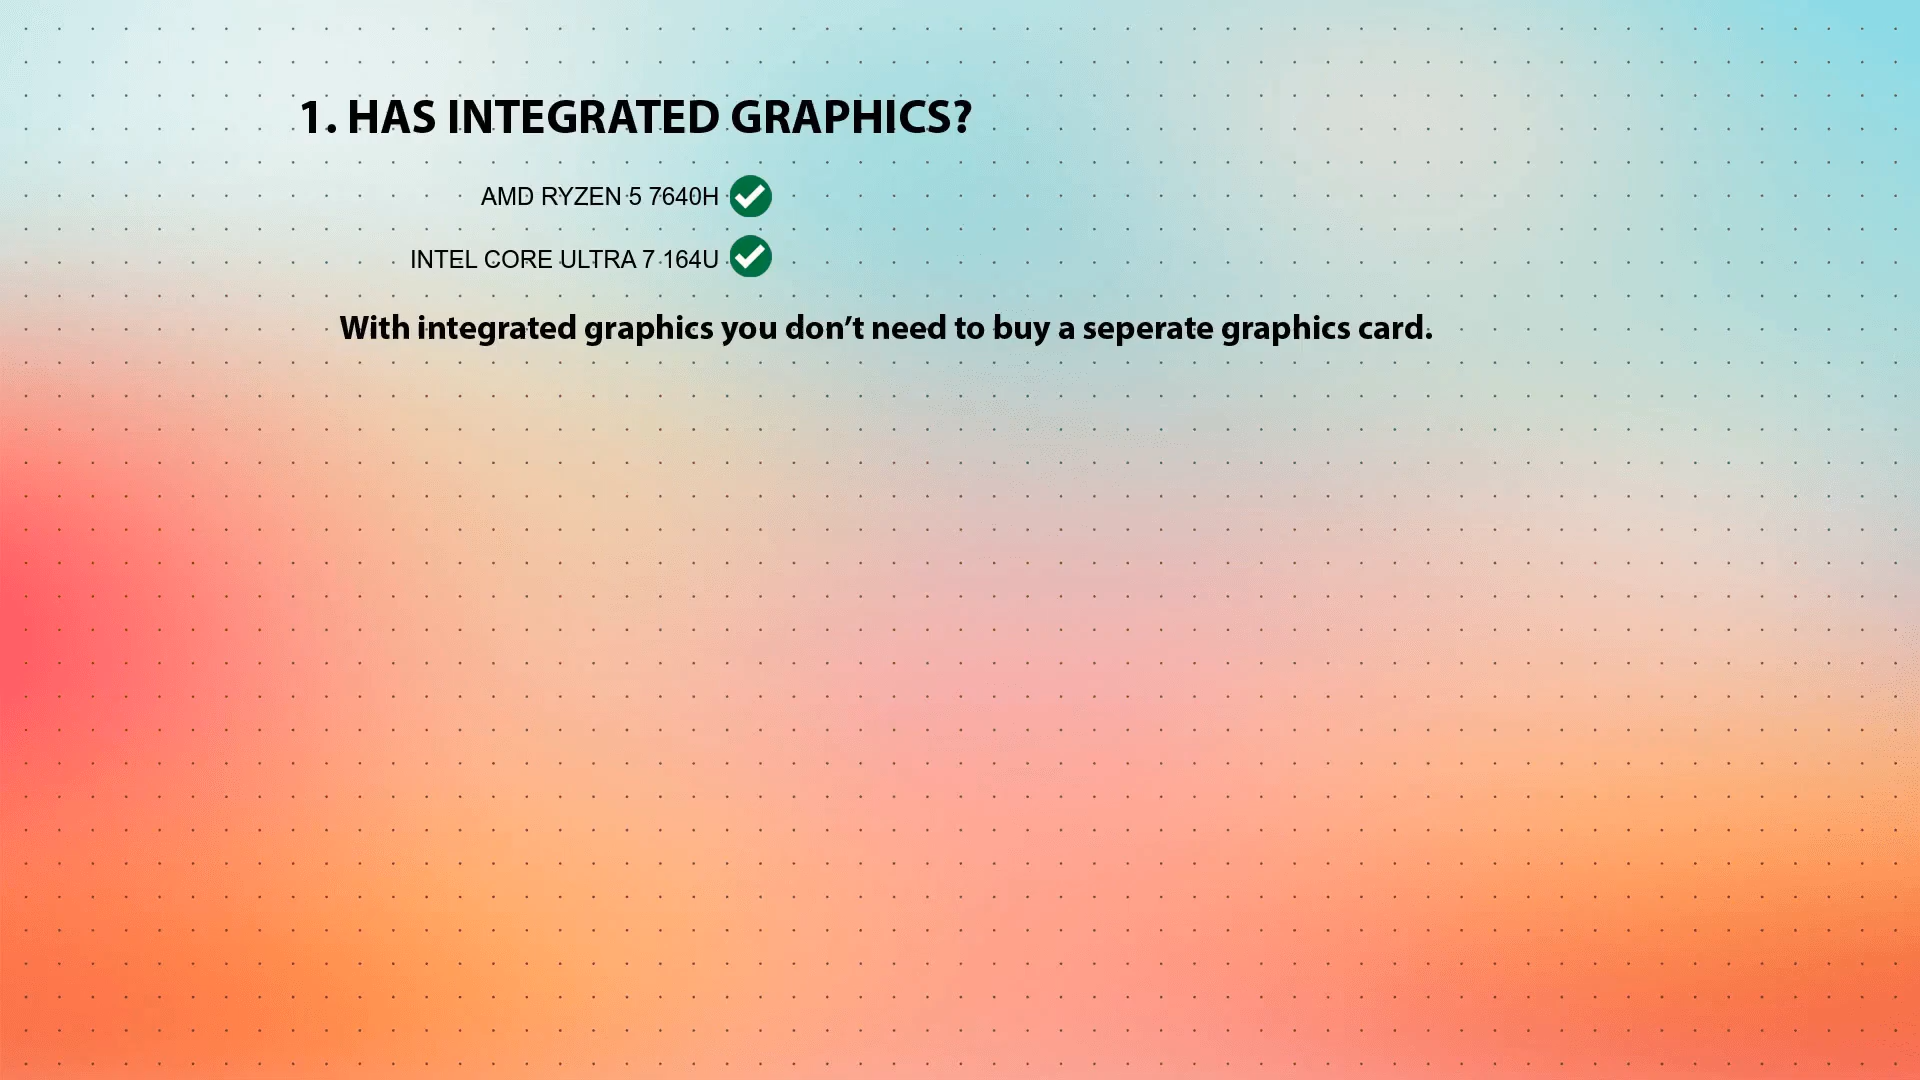 1. HAS INTEGRATED GRAPHICS?
AMD RYZEN 5 7640H
INTEL CORE ULTRA 7 164U
With integrated graphics you don’t need to buy a seperate graphics card.